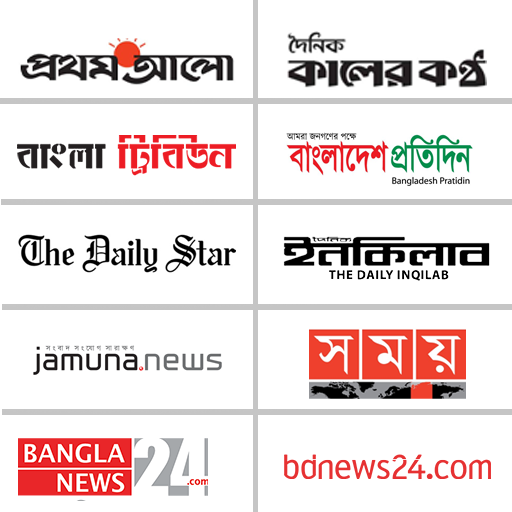 প্রথম আলো
দৈনিক
কালের কণ্ঠ
বাংলা ট্রিবিউন
আমরা জনগণের পক্ষে
বাংলাদেশ প্রতিদিন
Bangladesh Pratidin
The Daily Star
দৈনিক
ইনকিলাব
THE DAILY INQILAB
সংবাদ সংযোগ সারাক্ষণ
jamuna.news
সময়
BANGLA
NEWS
24
.com
bdnews24.com